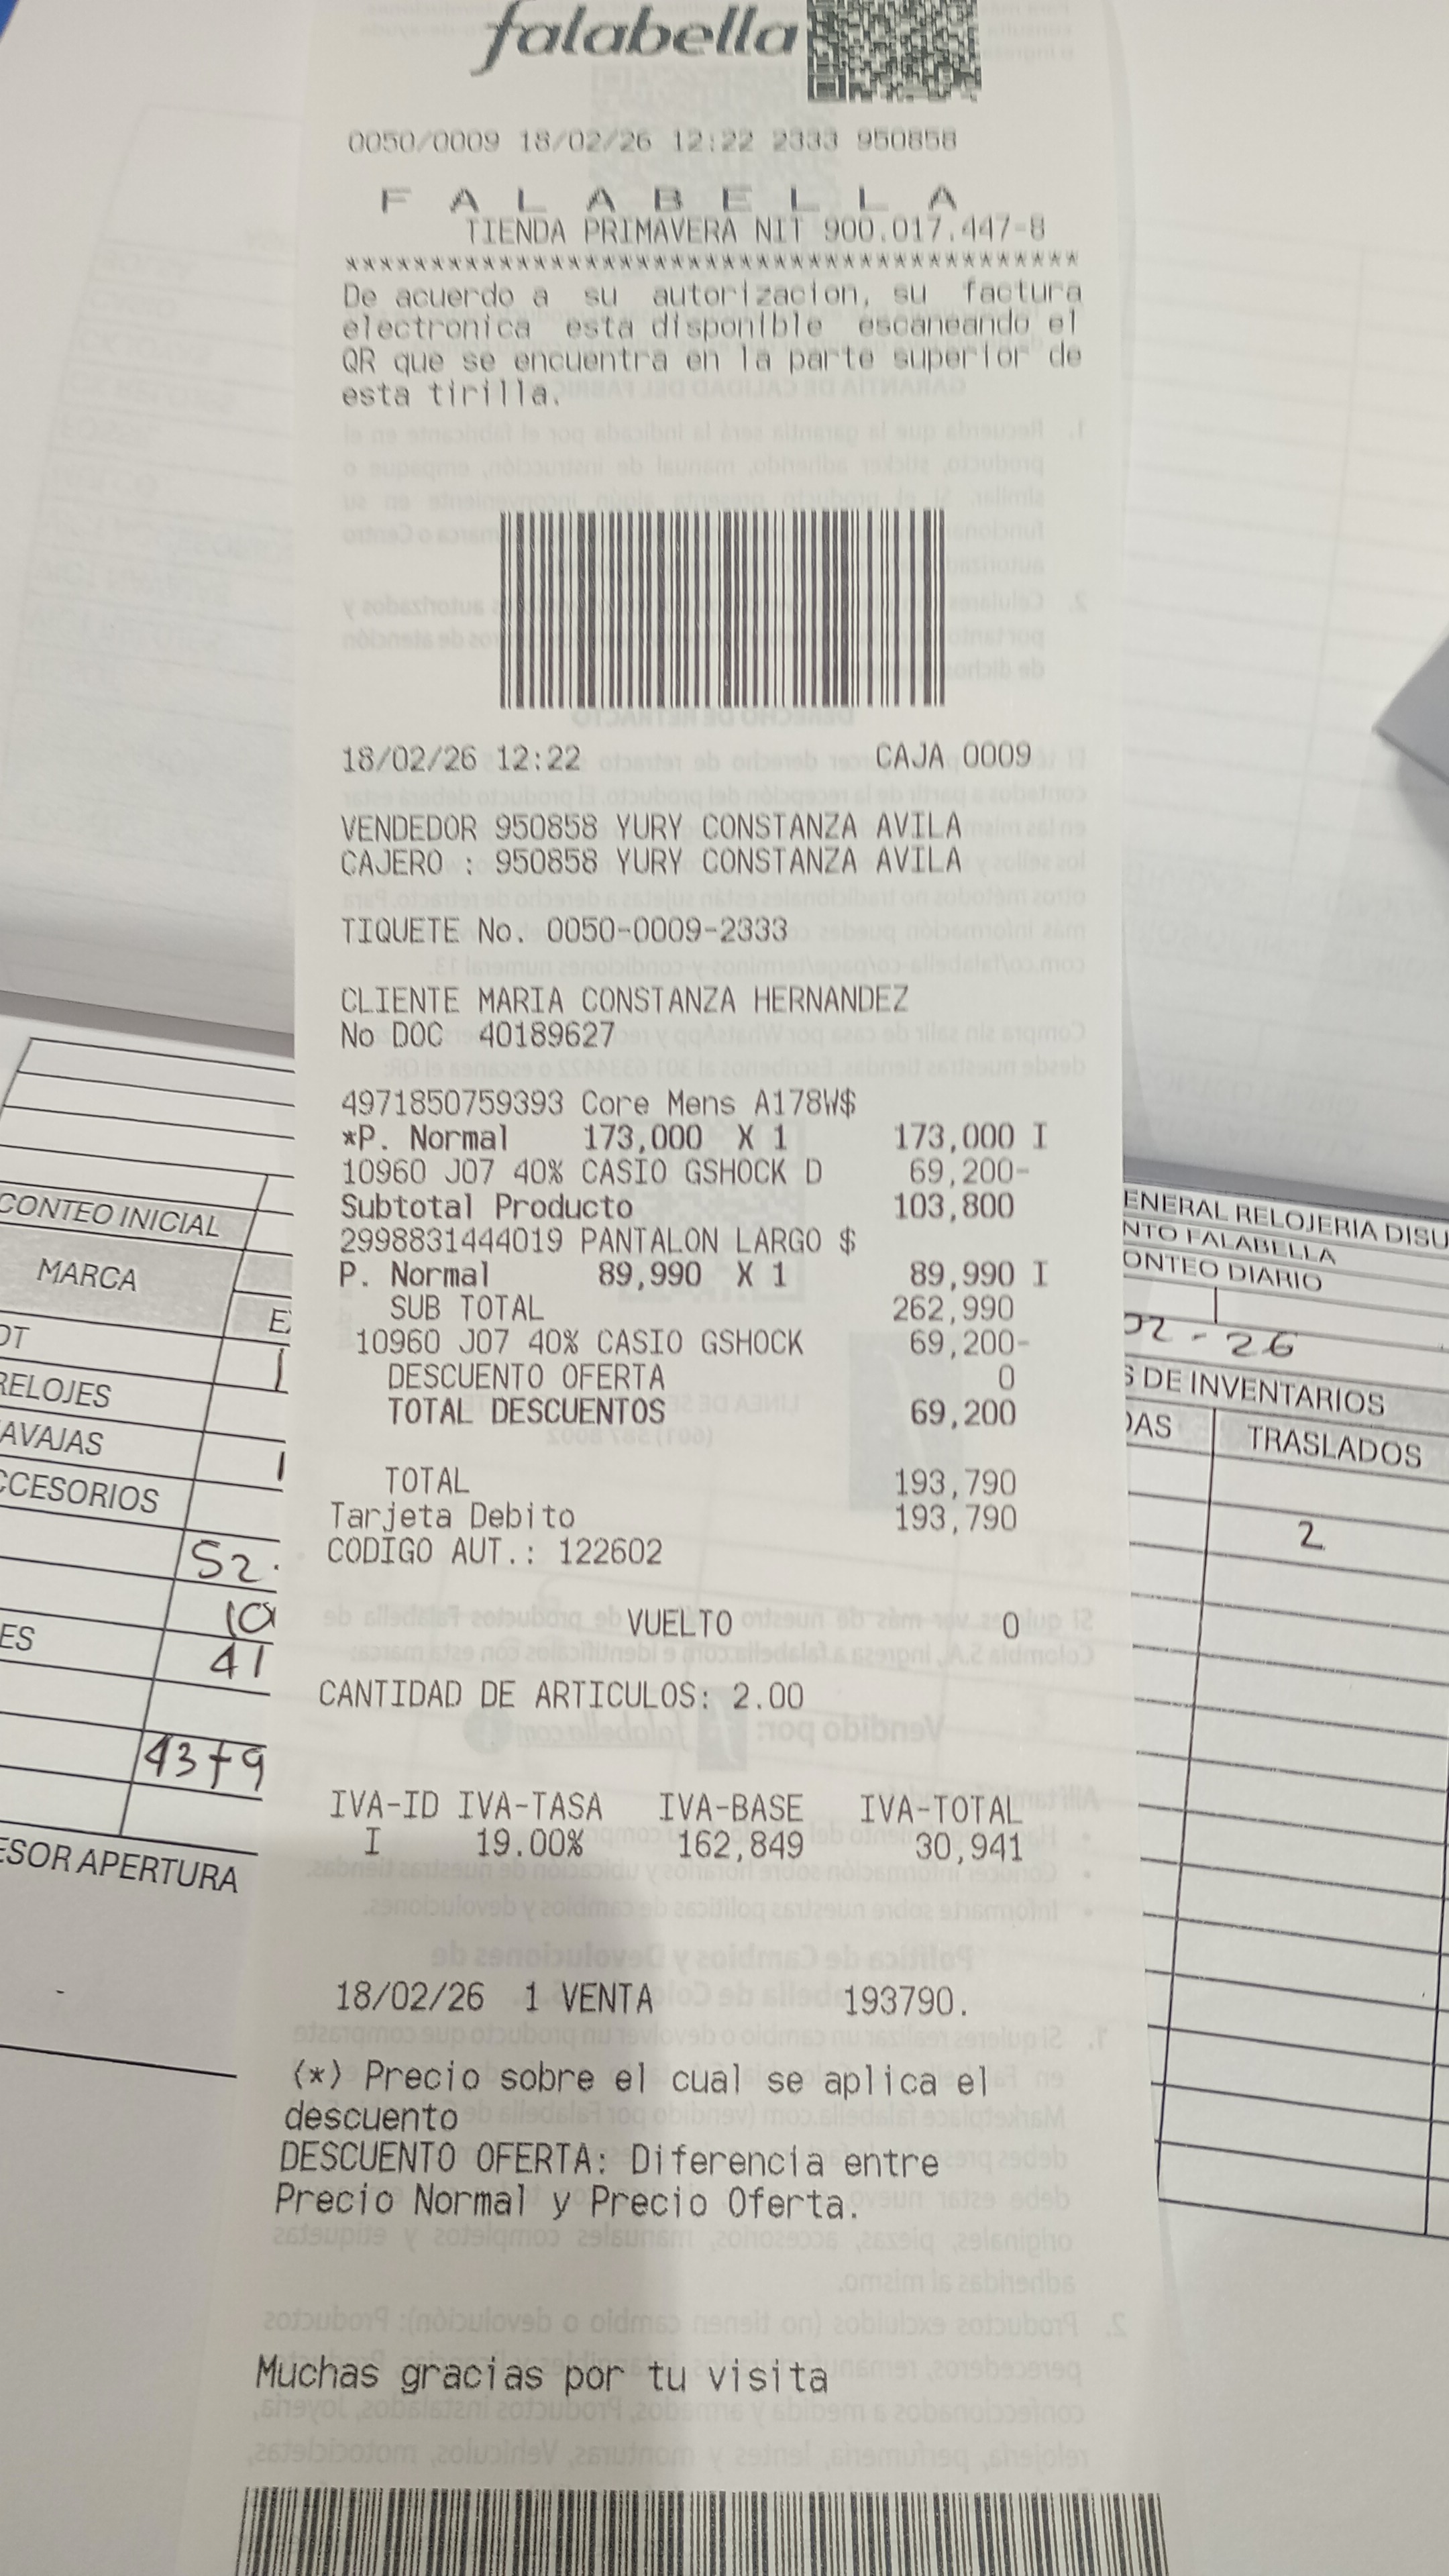 falabella
0050/0009 18/02/26 12:22 2333 950858
F A L A B E L L A
TIENDA PRIMAVERA NIT 900.017.447-8
*******************************************
De acuerdo a su autorizacion, su factura
electronica esta disponible escaneando el
QR que se encuentra en la parte superior de
esta tirilla.
18/02/26 12:22 CAJA 0009
VENDEDOR 950858 YURY CONSTANZA AVILA
CAJERO : 950858 YURY CONSTANZA AVILA
TIQUETE No. 0050-0009-2333
CLIENTE MARIA CONSTANZA HERNANDEZ
No DOC 40189627
4971850759393 Core Mens A178W$
*P. Normal 173,000 X 1 173,000 I
10960 J07 40% CASIO GSHOCK D 69,200-
Subtotal Producto 103,800
2998831444019 PANTALON LARGO $
P. Normal 89,990 X 1 89,990 I
SUB TOTAL 262,990
10960 J07 40% CASIO GSHOCK 69,200-
DESCUENTO OFERTA 0
TOTAL DESCUENTOS 69,200
TOTAL 193,790
Tarjeta Debito 193,790
CODIGO AUT.: 122602
VUELTO 0
CANTIDAD DE ARTICULOS: 2.00
IVA-ID IVA-TASA IVA-BASE IVA-TOTAL
I 19.00% 162,849 30,941
18/02/26 1 VENTA 193790.
(*) Precio sobre el cual se aplica el
descuento
DESCUENTO OFERTA: Diferencia entre
Precio Normal y Precio Oferta.
Muchas gracias por tu visita
CONTEO INICIAL
MARCA
RELOJES
52.
41
43+9
APERTURA
RELOJERIA
FALABELLA
DIARIO
02-26
DE INVENTARIOS
TRASLADOS
2